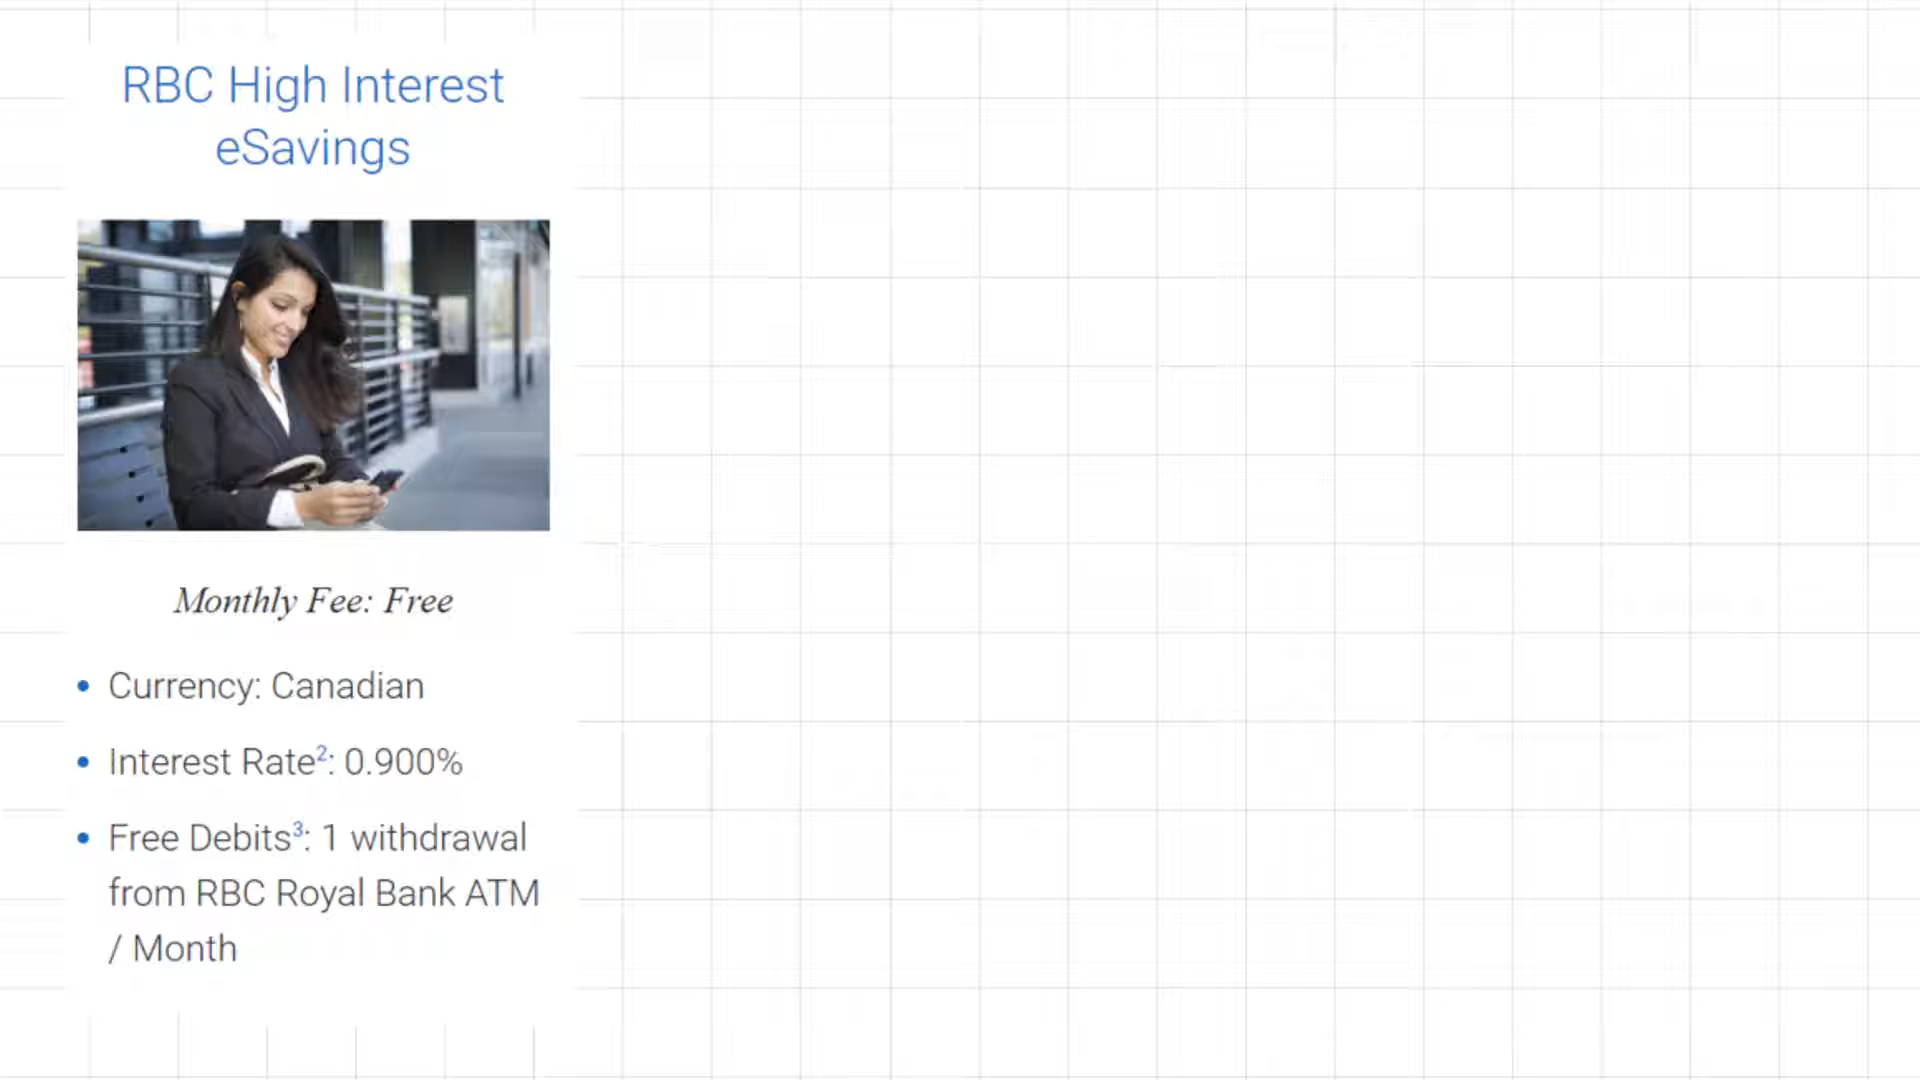 RBC High Interest
eSavings
Monthly Fee: Free
• Currency: Canadian
• Interest Rate²: 0.900%
• Free Debits³: 1 withdrawal
from RBC Royal Bank ATM
/ Month